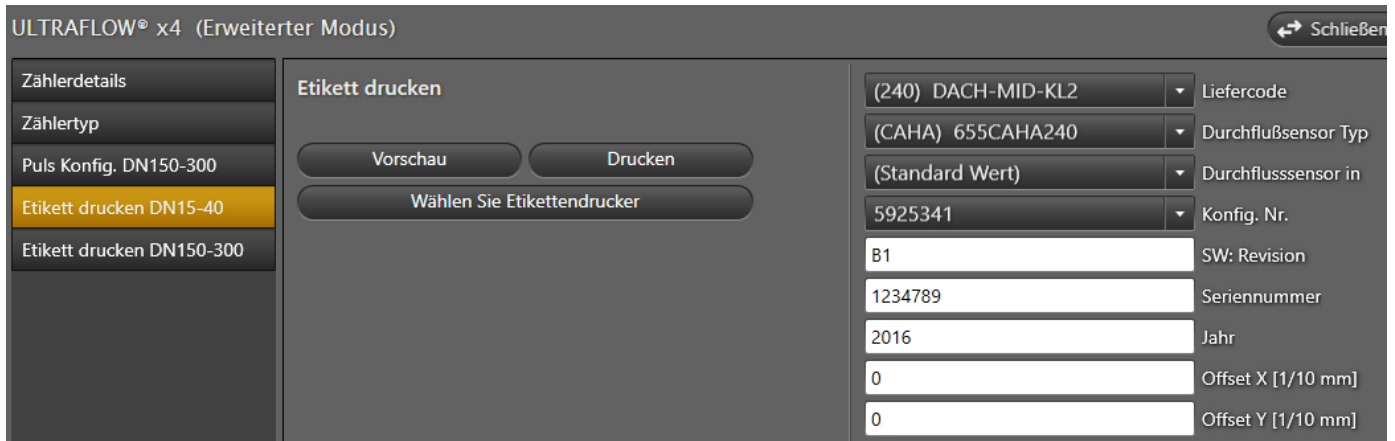 ULTRAFLOW® x4 (Erweiterter Modus)
Schließen
Zählerdetails
Zählertyp
Puls Konfig. DN150-300
Etikett drucken DN15-40
Etikett drucken DN150-300
Etikett drucken
Vorschau
Drucken
Wählen Sie Etikettendrucker
(240) DACH-MID-KL2 Liefercode
(CAHA) 655CAHA240 Durchflußsensor Typ
(Standard Wert) Durchflusssensor in
5925341 Konfig. Nr.
B1 SW: Revision
1234789 Seriennummer
2016 Jahr
0 Offset X [1/10 mm]
0 Offset Y [1/10 mm]